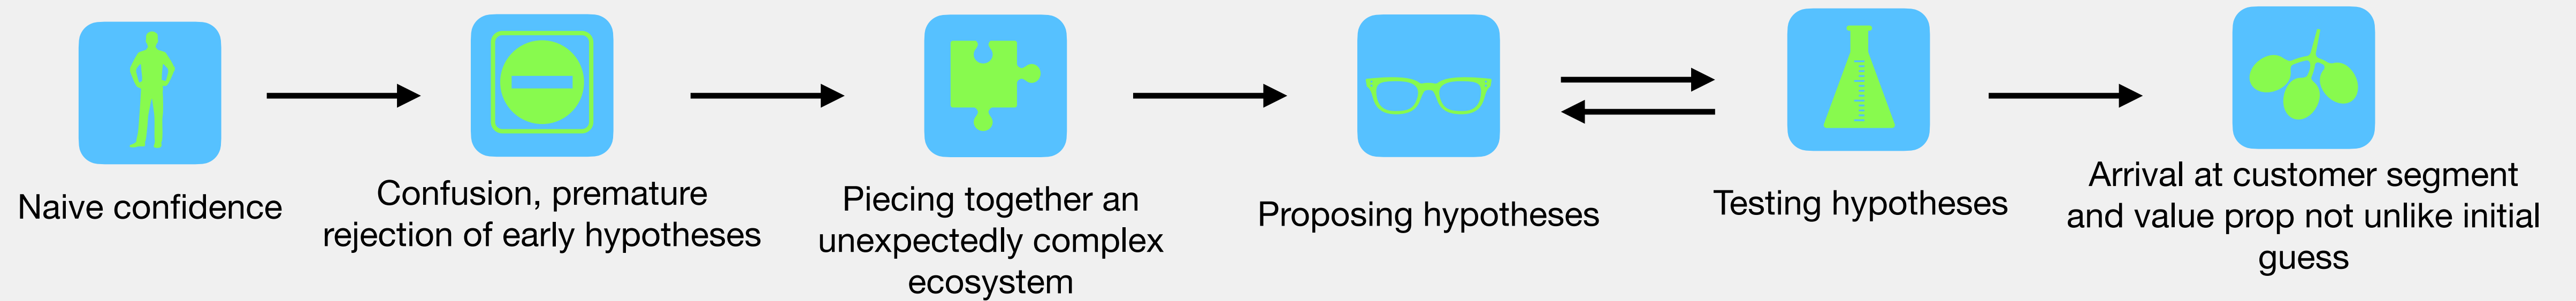 Naive confidence
Confusion, premature
rejection of early hypotheses
Piecing together an
unexpectedly complex
ecosystem
Proposing hypotheses
Testing hypotheses
Arrival at customer segment
and value prop not unlike initial
guess